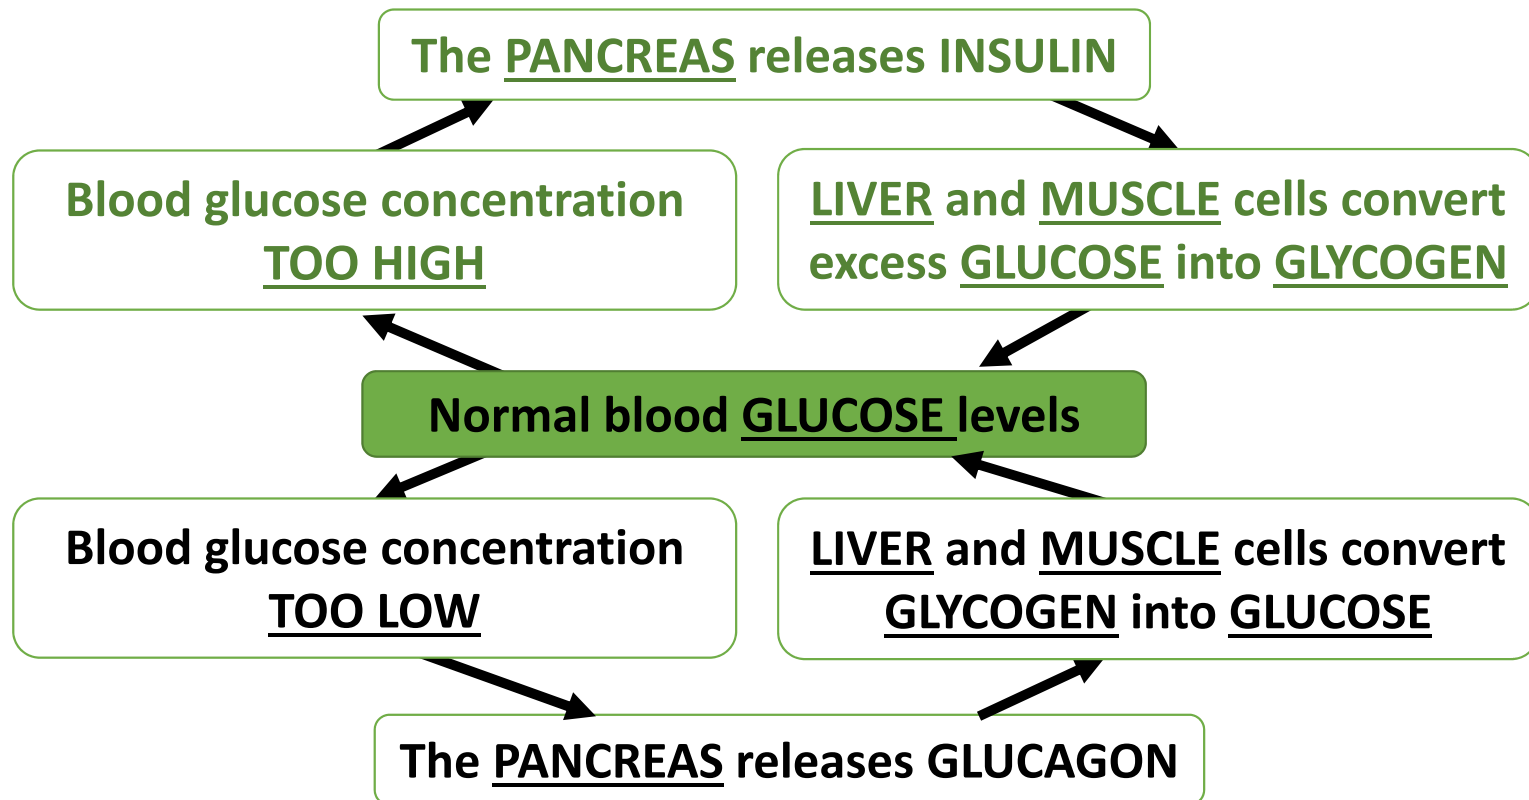 The PANCREAS releases INSULIN
Blood glucose concentration
TOO HIGH
LIVER and MUSCLE cells convert
excess GLUCOSE into GLYCOGEN
Normal blood GLUCOSE levels
Blood glucose concentration
TOO LOW
LIVER and MUSCLE cells convert
GLYCOGEN into GLUCOSE
The PANCREAS releases GLUCAGON